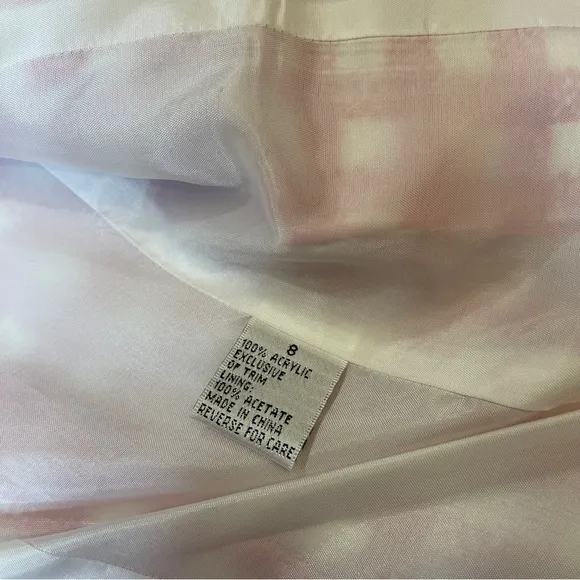 8
100% ACRYLIC
EXCLUSIVE
OF TRIM
LINING:
100% ACETATE
MADE IN CHINA
REVERSE FOR CARE